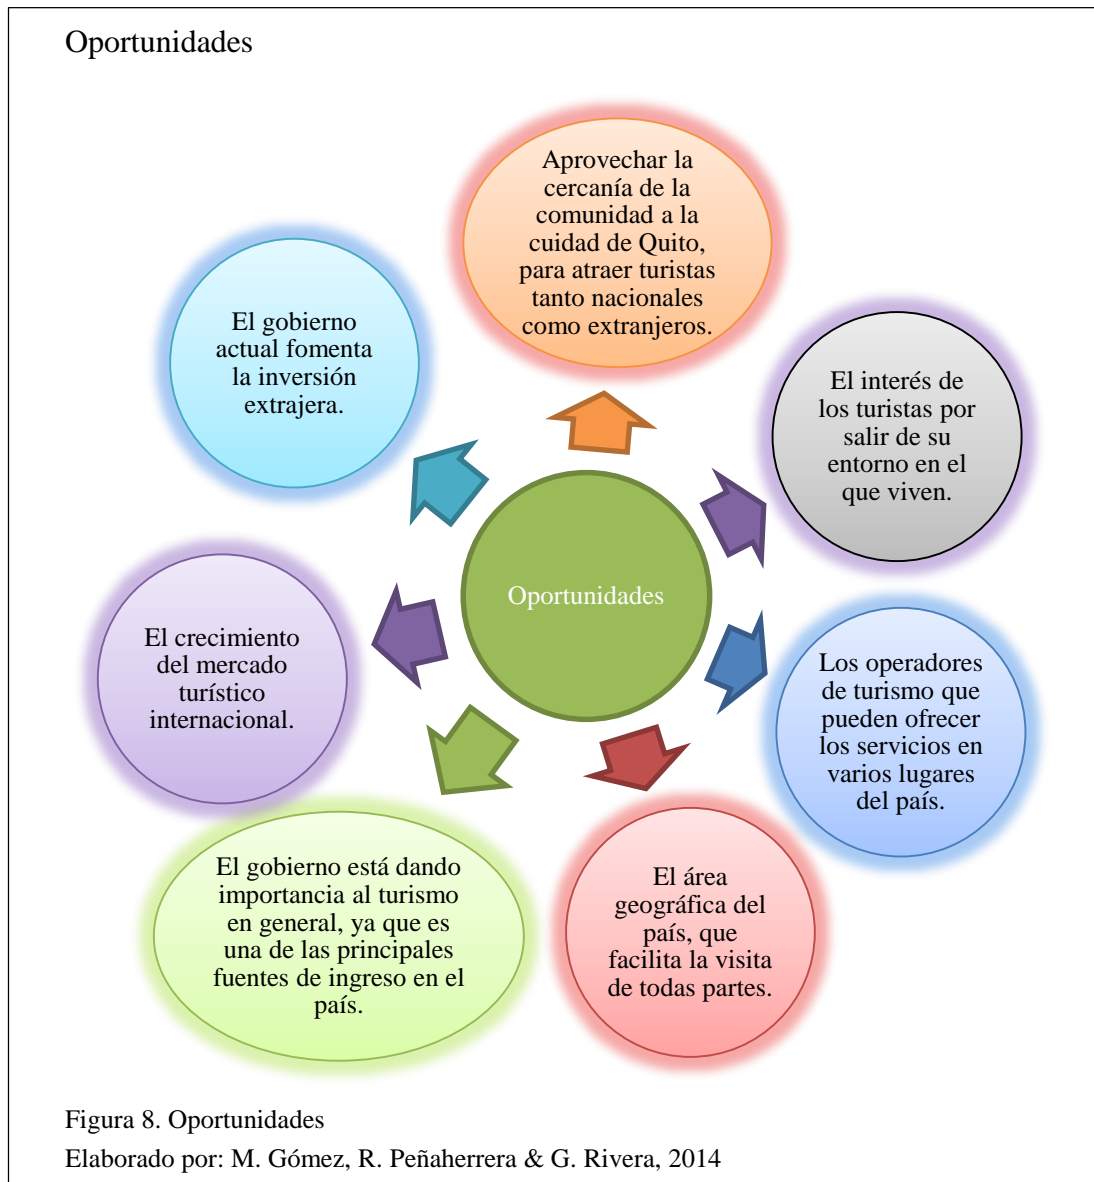 Oportunidades
Aprovechar la
cercanía de la
comunidad a la
cuidad de Quito,
para atraer turistas
tanto nacionales
como extranjeros.
El interés de
los turistas por
salir de su
entorno en el
que viven.
Los operadores
de turismo que
pueden ofrecer
los servicios en
varios lugares
del país.
El área
geográfica del
país, que
facilita la visita
de todas partes.
El gobierno está dando
importancia al turismo
en general, ya que es
una de las principales
fuentes de ingreso en el
país.
El crecimiento
del mercado
turístico
internacional.
El gobierno
actual fomenta
la inversión
extrajera.
Oportunidades
Figura 8. Oportunidades
Elaborado por: M. Gómez, R. Peñaherrera & G. Rivera, 2014